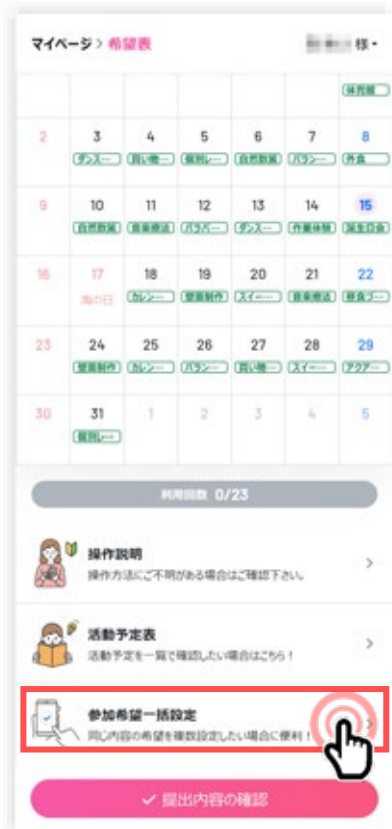 マイページ > 希望表
様
2 3 4 5 6 7 8
ダンス… 買い物… 個別レ… 自然散策 バラン… 外食
9 10 11 12 13 14 15
自然散策 音楽療法 パラバ… ダンス… 作業体験 誕生日会
16 17 18 19 20 21 22
海の日 カレン… 壁面制作 スイー… 音楽療法
23 24 25 26 27 28 29
壁面制作 カレン… バラン… 買い物… スイー… アクア…
30 31 1 2 3 4 5
個別レ…
利用回数 0/23
操作説明
操作方法にご不明がある場合はご確認下さい。
活動予定表
活動予定を一覧で確認したい場合はこちら！
参加希望一括設定
同じ内容の希望を複数設定したい場合に便利！
提出内容の確認